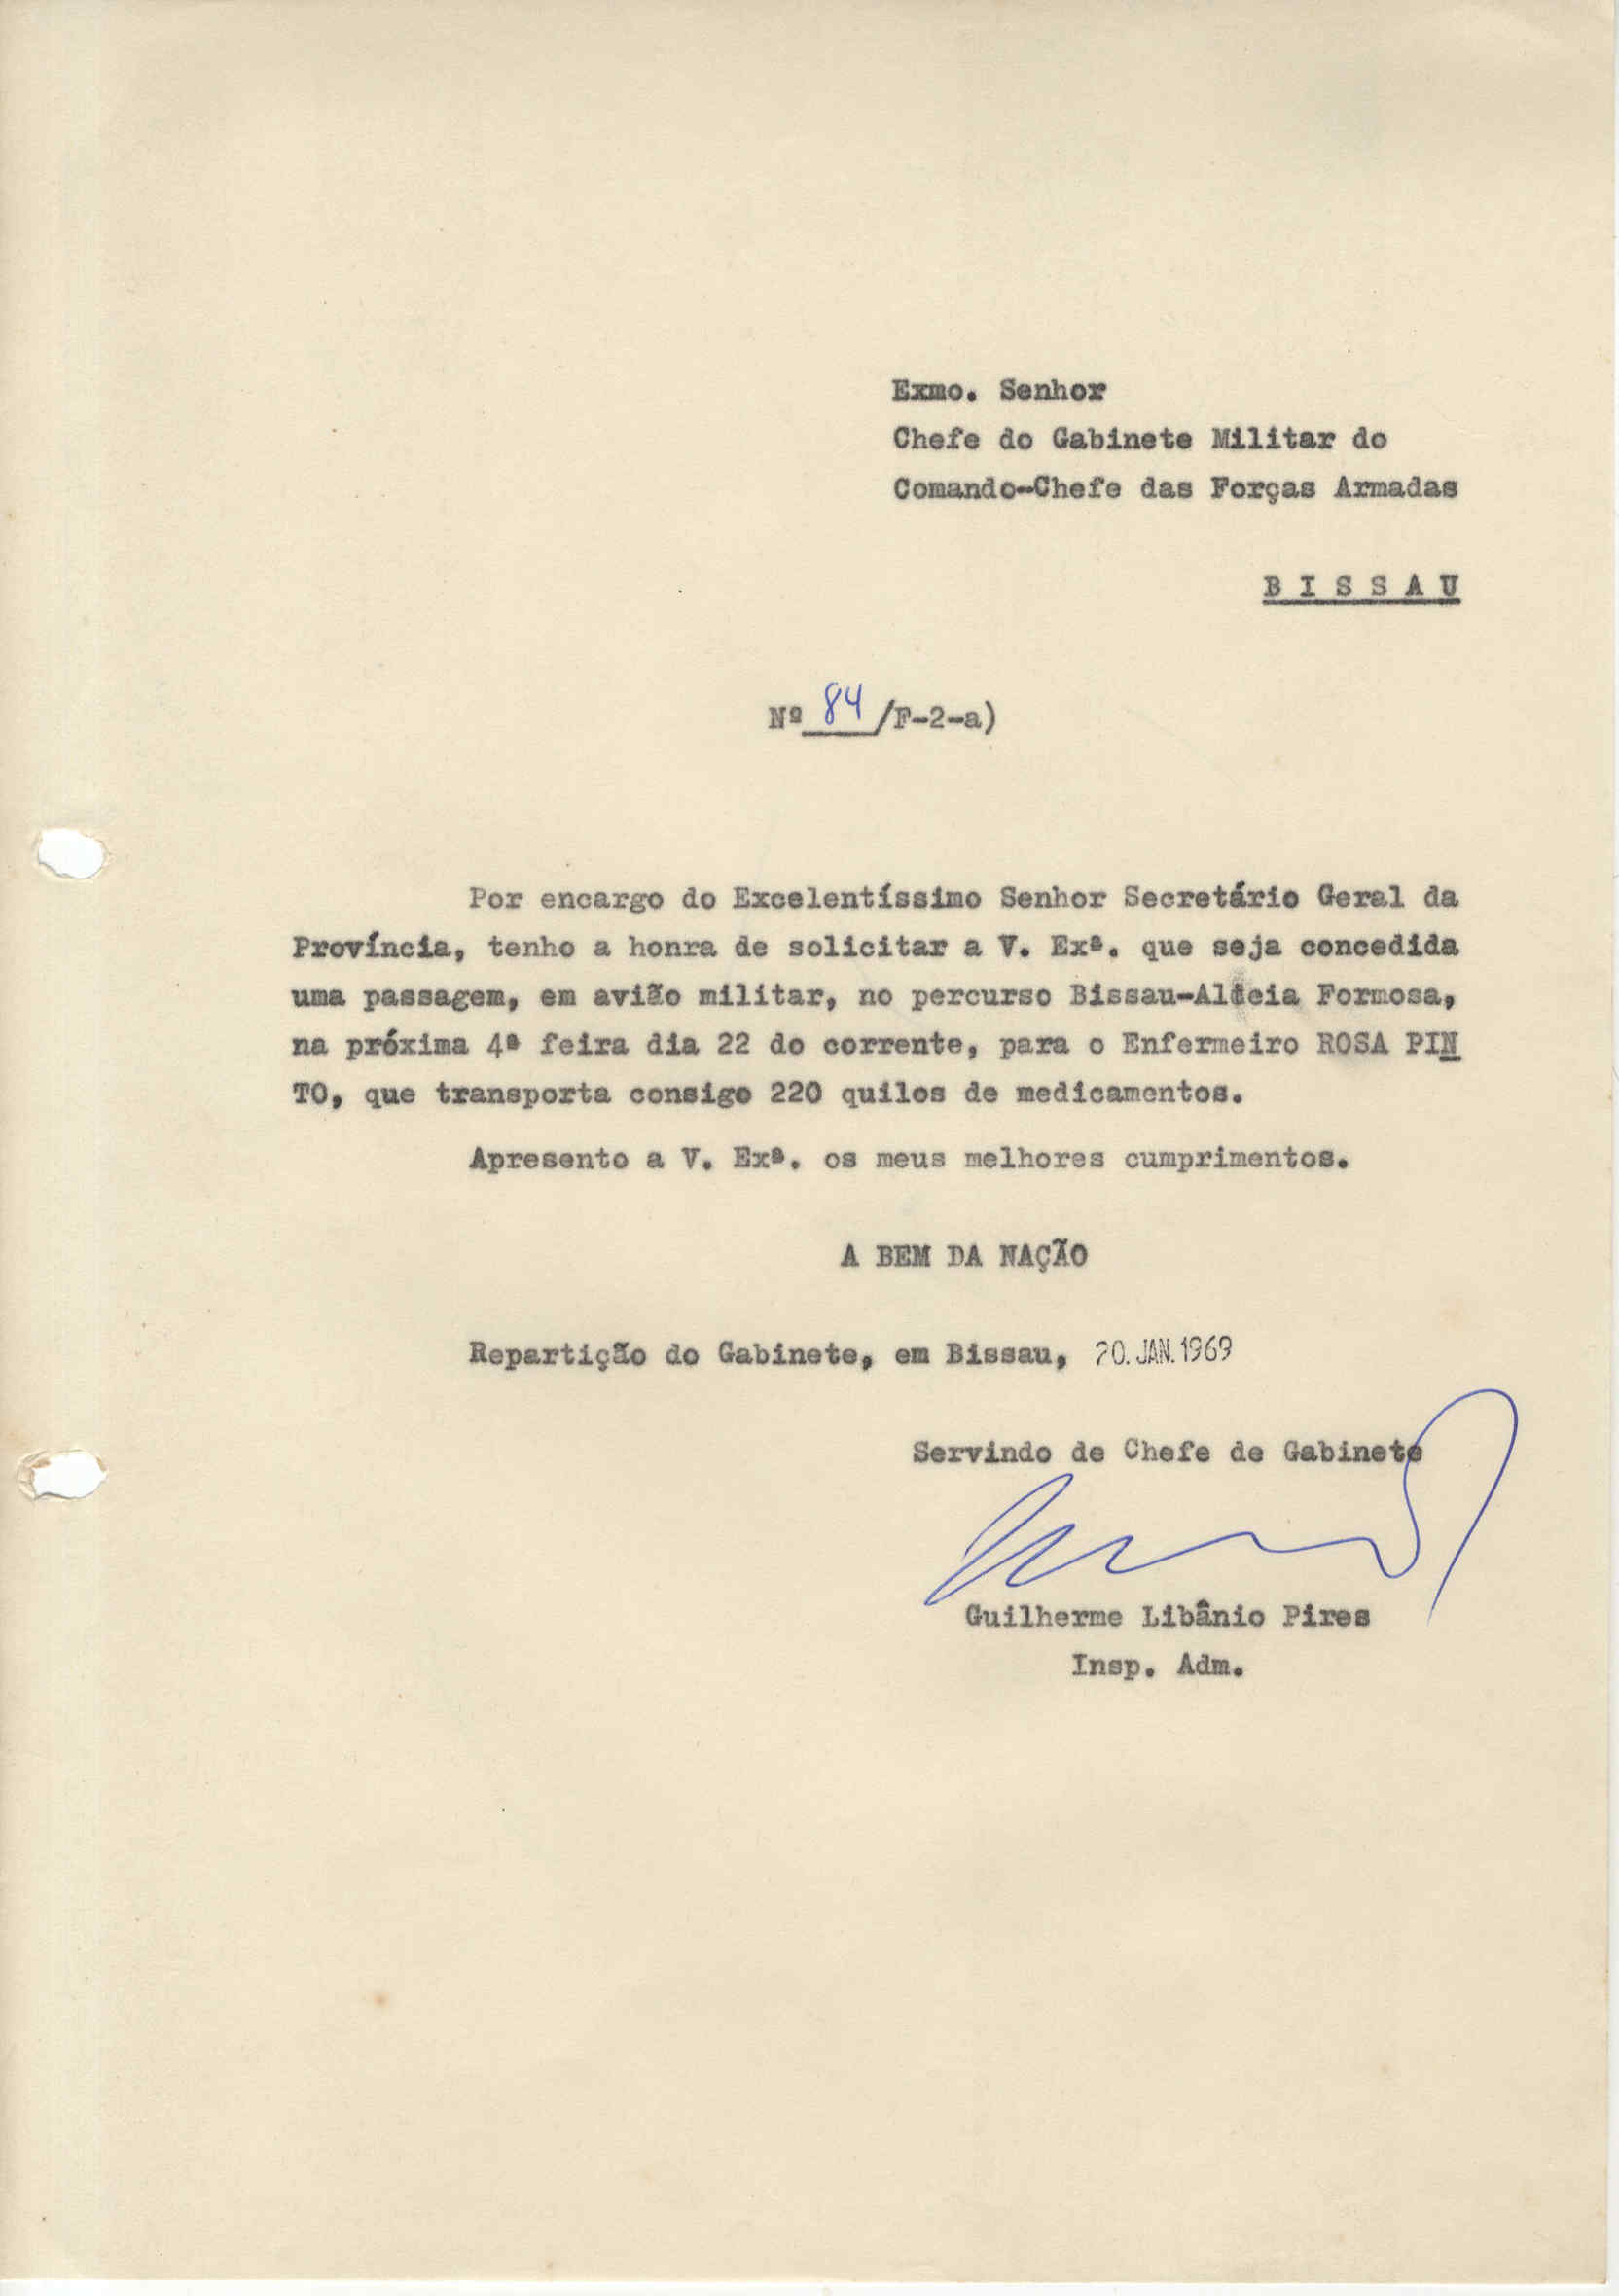 Exmo. Senhor
Chefe do Gabinete Militar do
Comando-Chefe das Forças Armadas
B I S S A U
Nº 84/F-2-a)
Por encargo do Excelentíssimo Senhor Secretário Geral da
Província, tenho a honra de solicitar a V. Exª. que seja concedida
uma passagem, em avião militar, no percurso Bissau-Aldeia Formosa,
na próxima 4ª feira dia 22 do corrente, para o Enfermeiro ROSA PIN
TO, que transporta consigo 220 quilos de medicamentos.
Apresento a V. Exª. os meus melhores cumprimentos.
A BEM DA NAÇÃO
Repartição do Gabinete, em Bissau, 20. JAN. 1969
Servindo de Chefe de Gabinete
Guilherme Libânio Pires
Insp. Adm.